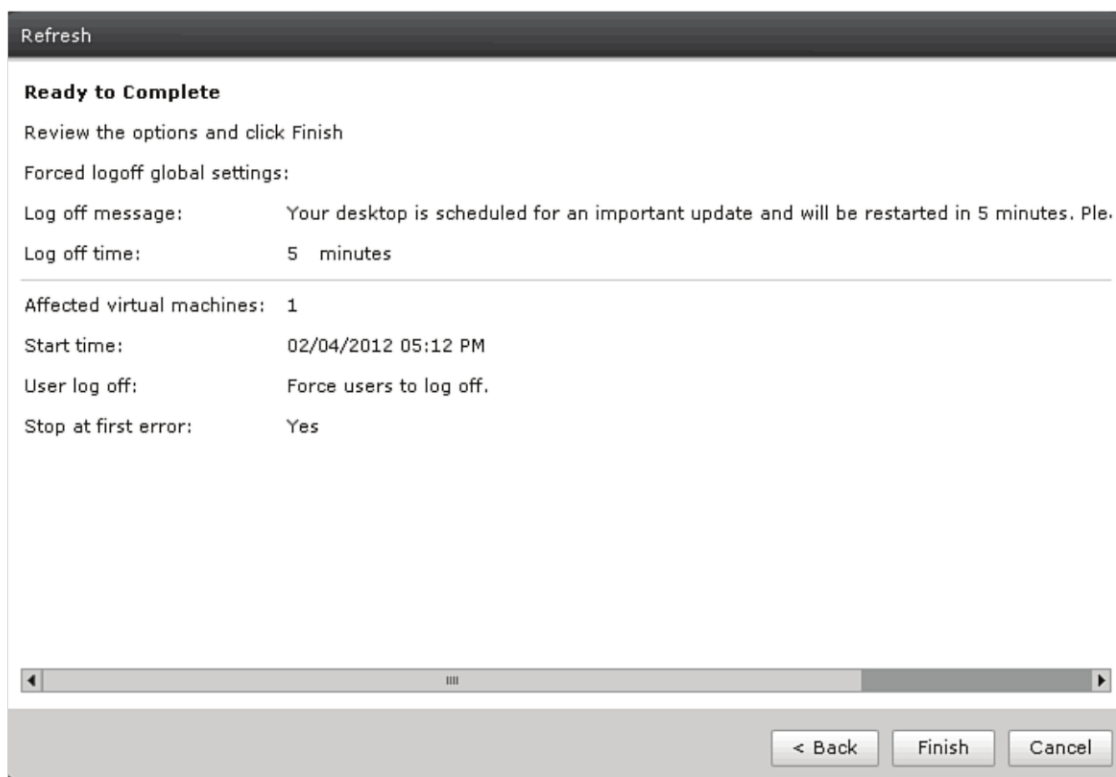 Refresh
Ready to Complete
Review the options and click Finish
Forced logoff global settings:
Log off message: Your desktop is scheduled for an important update and will be restarted in 5 minutes. Ple
Log off time: 5 minutes
Affected virtual machines: 1
Start time: 02/04/2012 05:12 PM
User log off: Force users to log off.
Stop at first error: Yes
< Back Finish Cancel